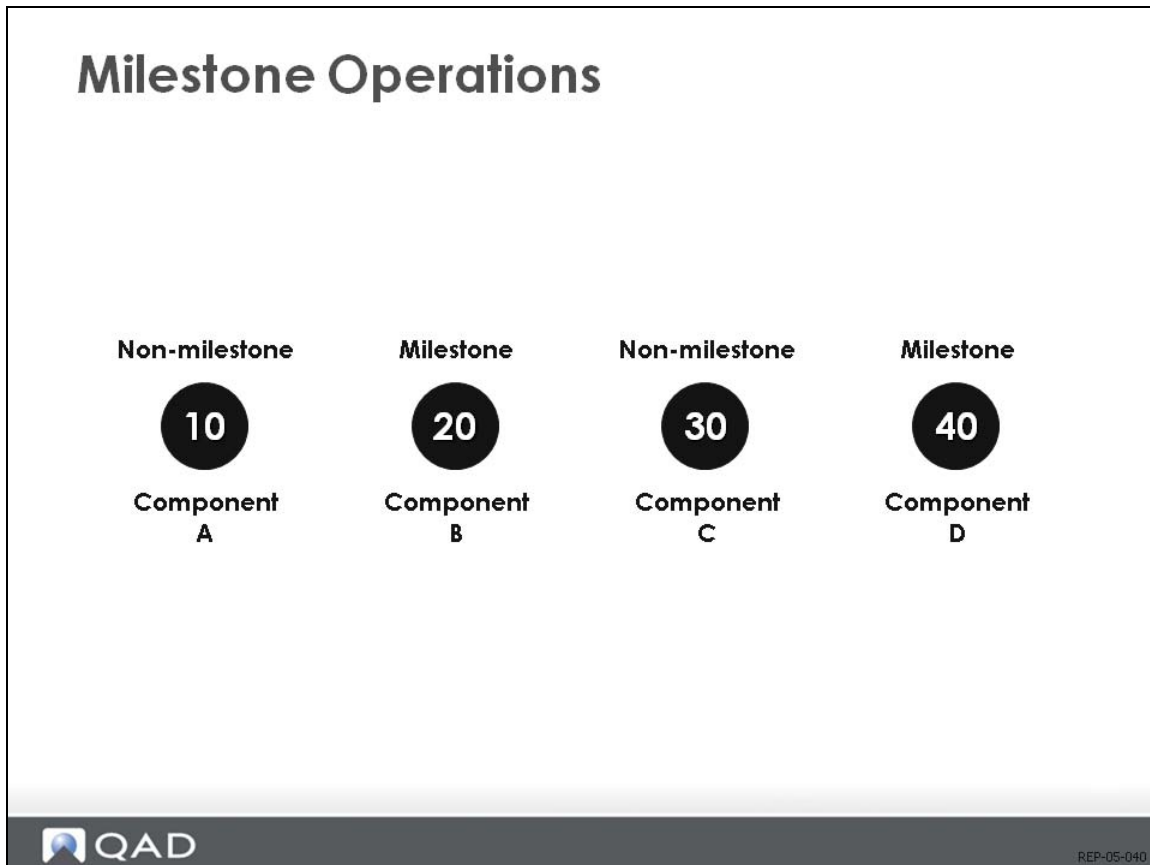 Milestone Operations
Non-milestone Milestone Non-milestone Milestone
10 20 30 40
Component Component Component Component
A B C D
QAD
REP-05-040